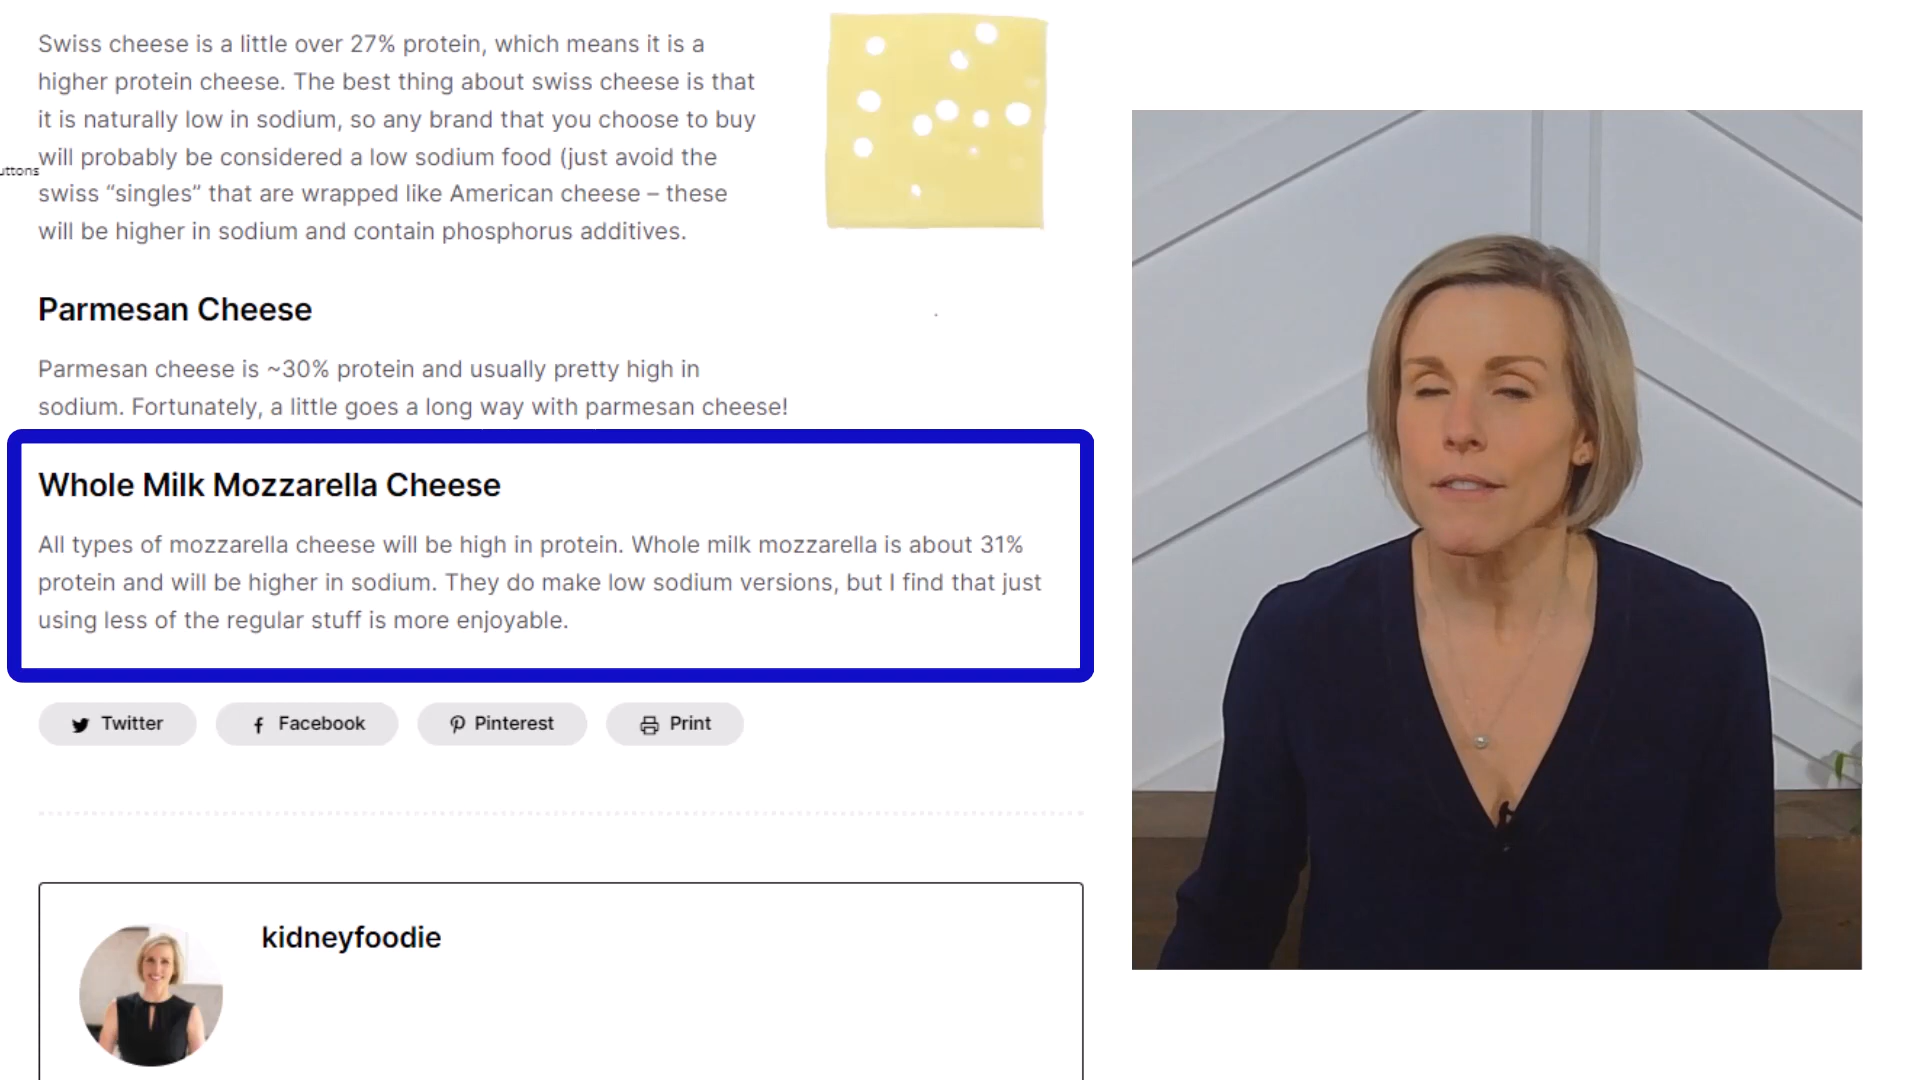 Swiss cheese is a little over 27% protein, which means it is a
higher protein cheese. The best thing about swiss cheese is that
it is naturally low in sodium, so any brand that you choose to buy
will probably be considered a low sodium food (just avoid the
uttons
swiss “singles” that are wrapped like American cheese – these
will be higher in sodium and contain phosphorus additives.
Parmesan Cheese
Parmesan cheese is ~30% protein and usually pretty high in
sodium. Fortunately, a little goes a long way with parmesan cheese!
Whole Milk Mozzarella Cheese
All types of mozzarella cheese will be high in protein. Whole milk mozzarella is about 31%
protein and will be higher in sodium. They do make low sodium versions, but I find that just
using less of the regular stuff is more enjoyable.
Twitter Facebook Pinterest Print
kidneyfoodie